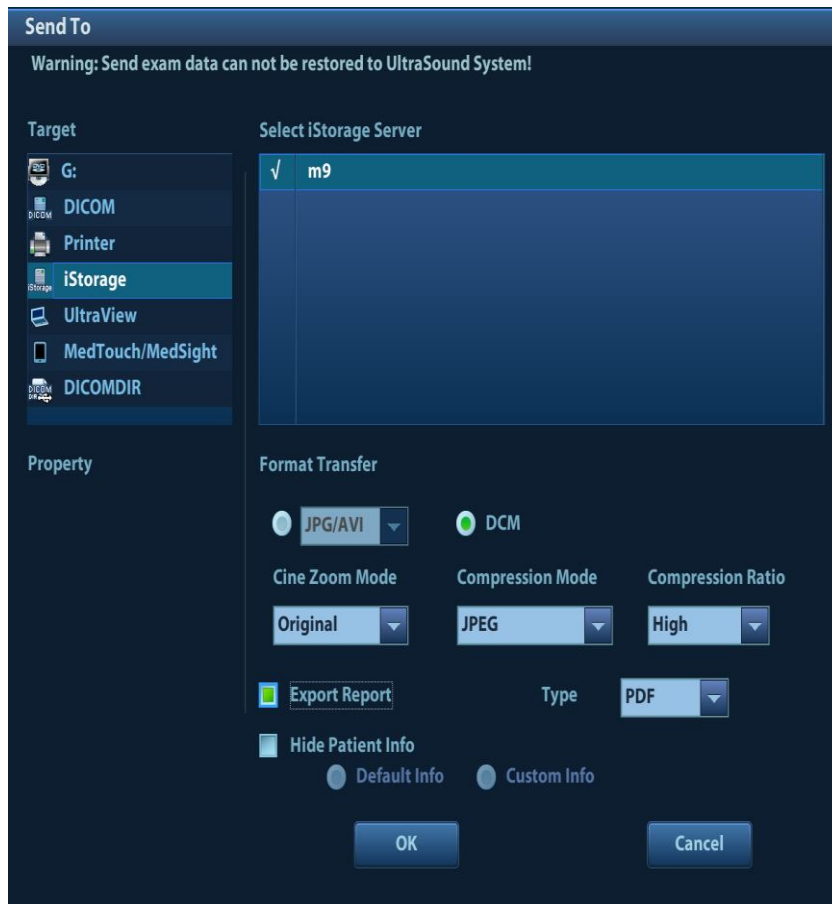 Send To
Warning: Send exam data can not be restored to UltraSound System!
Target
Select iStorage Server
G:
√ m9
DICOM
DICOM
Printer
iStorage
iStorage
UltraView
MedTouch/MedSight
DICOM
DIR
DICOMDIR
Property
Format Transfer
JPG/AVI
DCM
Cine Zoom Mode
Compression Mode
Compression Ratio
Original
JPEG
High
Export Report
Type
PDF
Hide Patient Info
Default Info
Custom Info
OK
Cancel